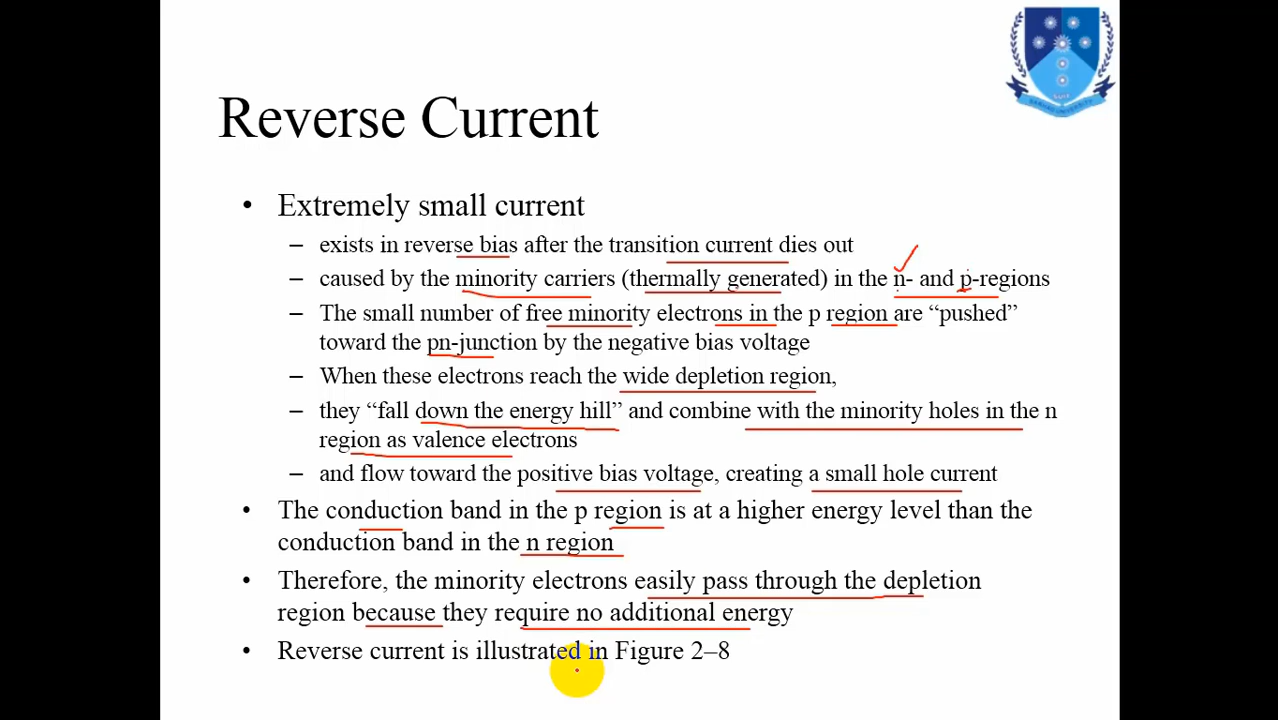 Reverse Current
• Extremely small current
– exists in reverse bias after the transition current dies out
– caused by the minority carriers (thermally generated) in the n- and p-regions
– The small number of free minority electrons in the p region are “pushed”
toward the pn-junction by the negative bias voltage
– When these electrons reach the wide depletion region,
– they “fall down the energy hill” and combine with the minority holes in the n
region as valence electrons
– and flow toward the positive bias voltage, creating a small hole current
• The conduction band in the p region is at a higher energy level than the
conduction band in the n region
• Therefore, the minority electrons easily pass through the depletion
region because they require no additional energy
• Reverse current is illustrated in Figure 2–8